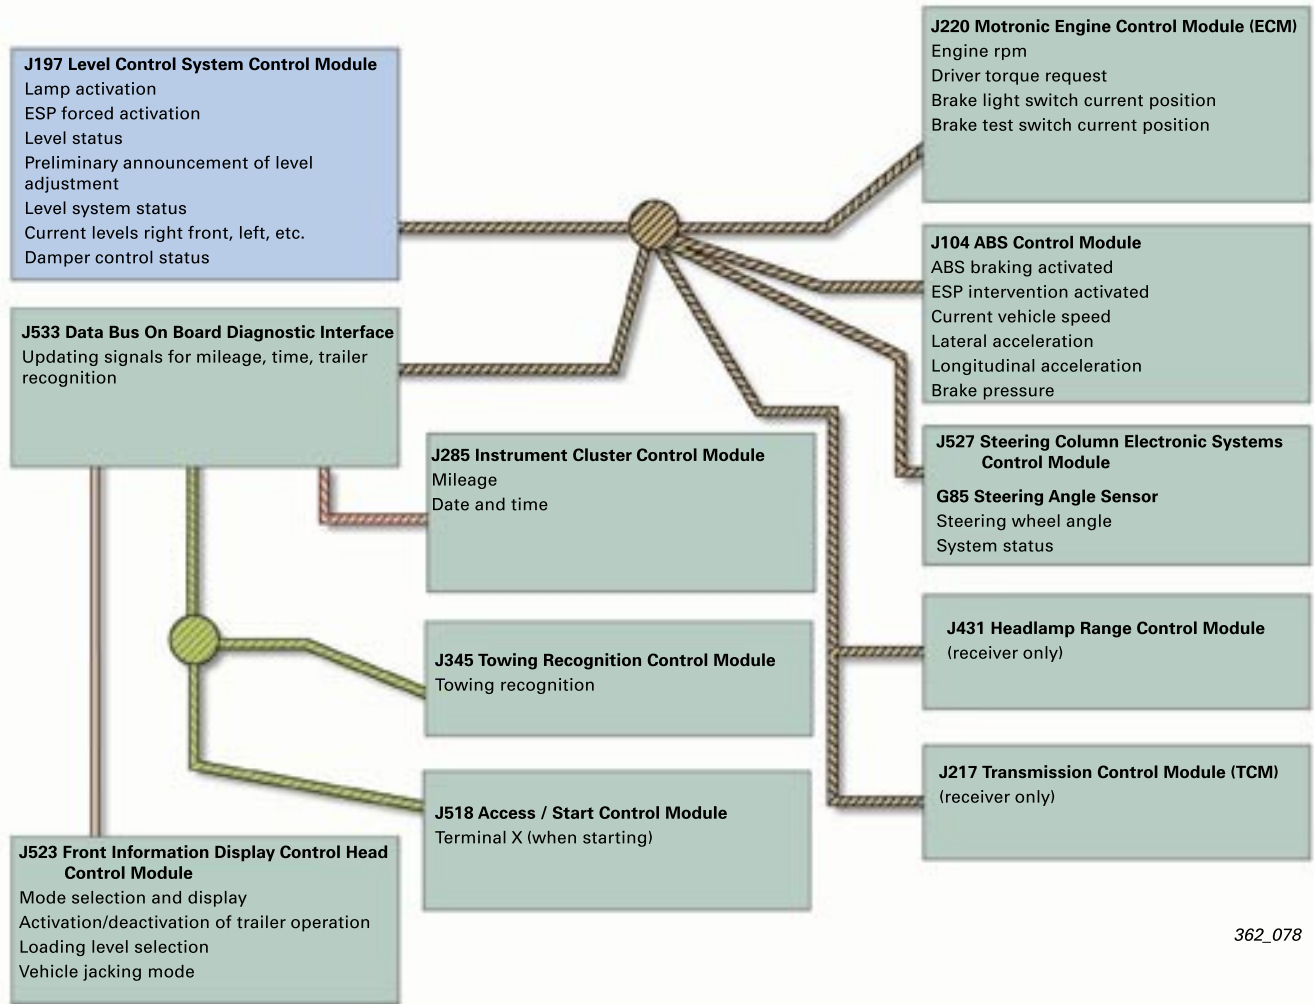 J197 Level Control System Control Module
Lamp activation
ESP forced activation
Level status
Preliminary announcement of level
adjustment
Level system status
Current levels right front, left, etc.
Damper control status
J533 Data Bus On Board Diagnostic Interface
Updating signals for mileage, time, trailer
recognition
J285 Instrument Cluster Control Module
Mileage
Date and time
J345 Towing Recognition Control Module
Towing recognition
J518 Access / Start Control Module
Terminal X (when starting)
J523 Front Information Display Control Head
Control Module
Mode selection and display
Activation/deactivation of trailer operation
Loading level selection
Vehicle jacking mode
J220 Motronic Engine Control Module (ECM)
Engine rpm
Driver torque request
Brake light switch current position
Brake test switch current position
J104 ABS Control Module
ABS braking activated
ESP intervention activated
Current vehicle speed
Lateral acceleration
Longitudinal acceleration
Brake pressure
J527 Steering Column Electronic Systems
Control Module
G85 Steering Angle Sensor
Steering wheel angle
System status
J431 Headlamp Range Control Module
(receiver only)
J217 Transmission Control Module (TCM)
(receiver only)
362_078